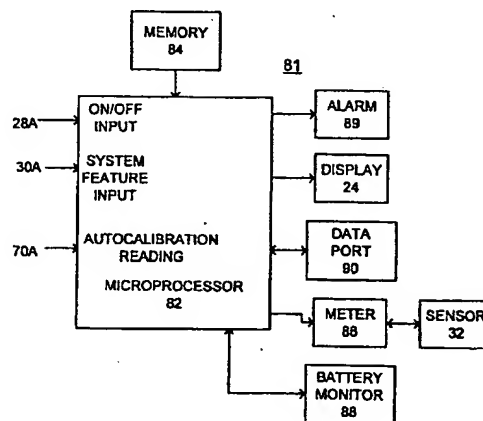 MEMORY
84
81
28A
ON/OFF
INPUT
30A
SYSTEM
FEATURE
INPUT
70A
AUTOCALIBRATION
READING
MICROPROCESSOR
82
ALARM
89
DISPLAY
24
DATA
PORT
90
METER
86
SENSOR
32
BATTERY
MONITOR
88